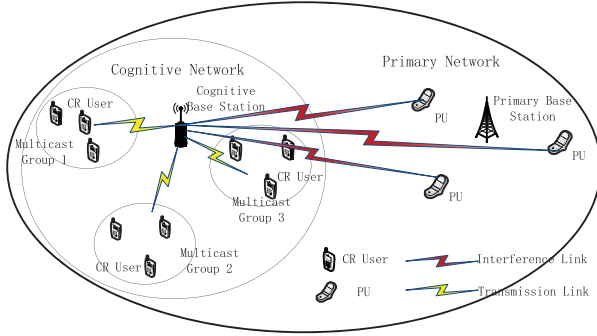 Primary Network
Cognitive Network
Cognitive
Base Station
CR User
Primary Base
Station
PU
PU
Multicast
Group 1
CR User
Multicast
Group 3
PU
Multicast
Group 2
CR User
CR User
Interference Link
PU
Transmission Link